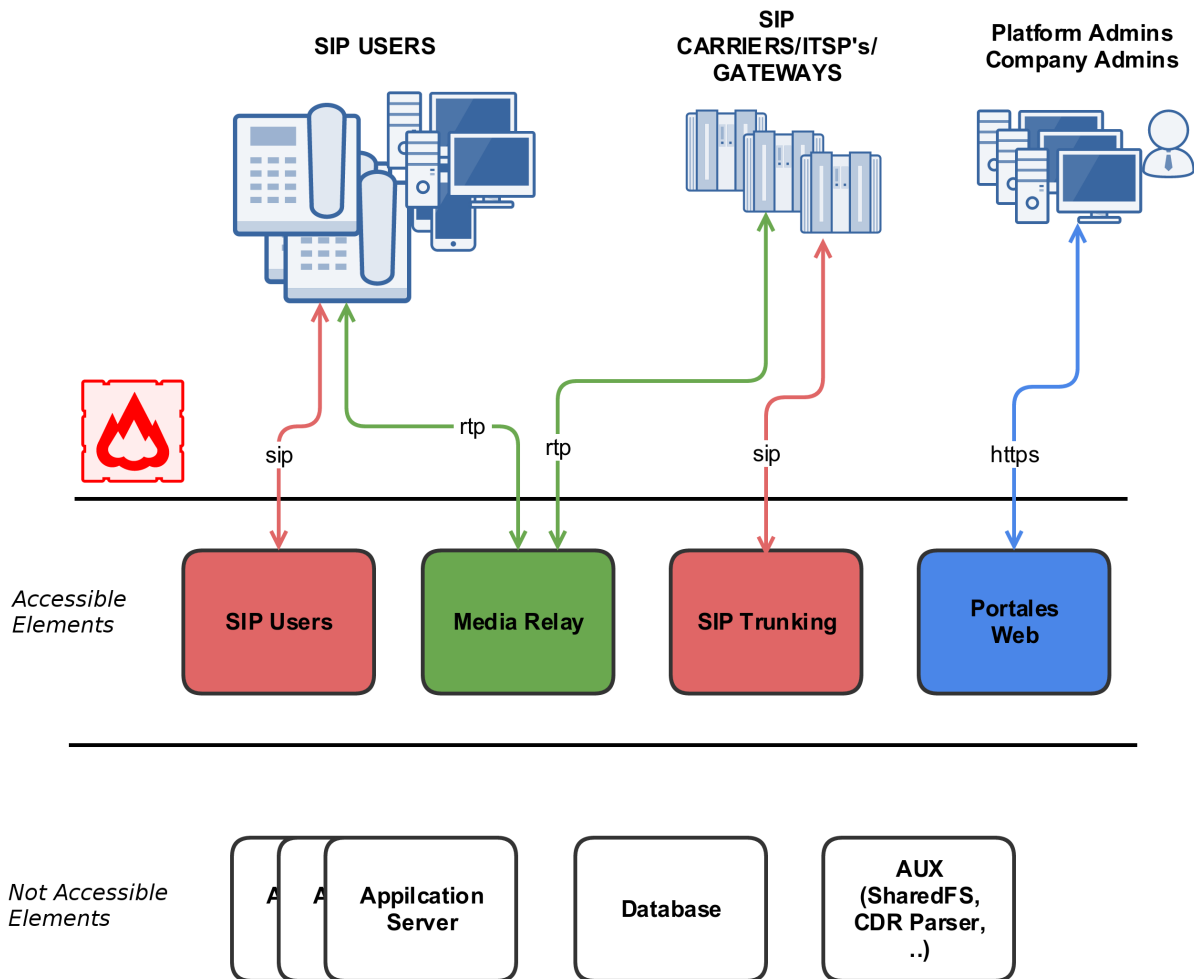 SIP USERS
SIP
CARRIERS/ITSP's/
GATEWAYS
Platform Admins
Company Admins
sip
rtp
rtp
sip
https
Accessible
Elements
SIP Users
Media Relay
SIP Trunking
Portales
Web
Not Accessible
Elements
A
A
Appilcation
Server
Database
AUX
(SharedFS,
CDR Parser,
..)